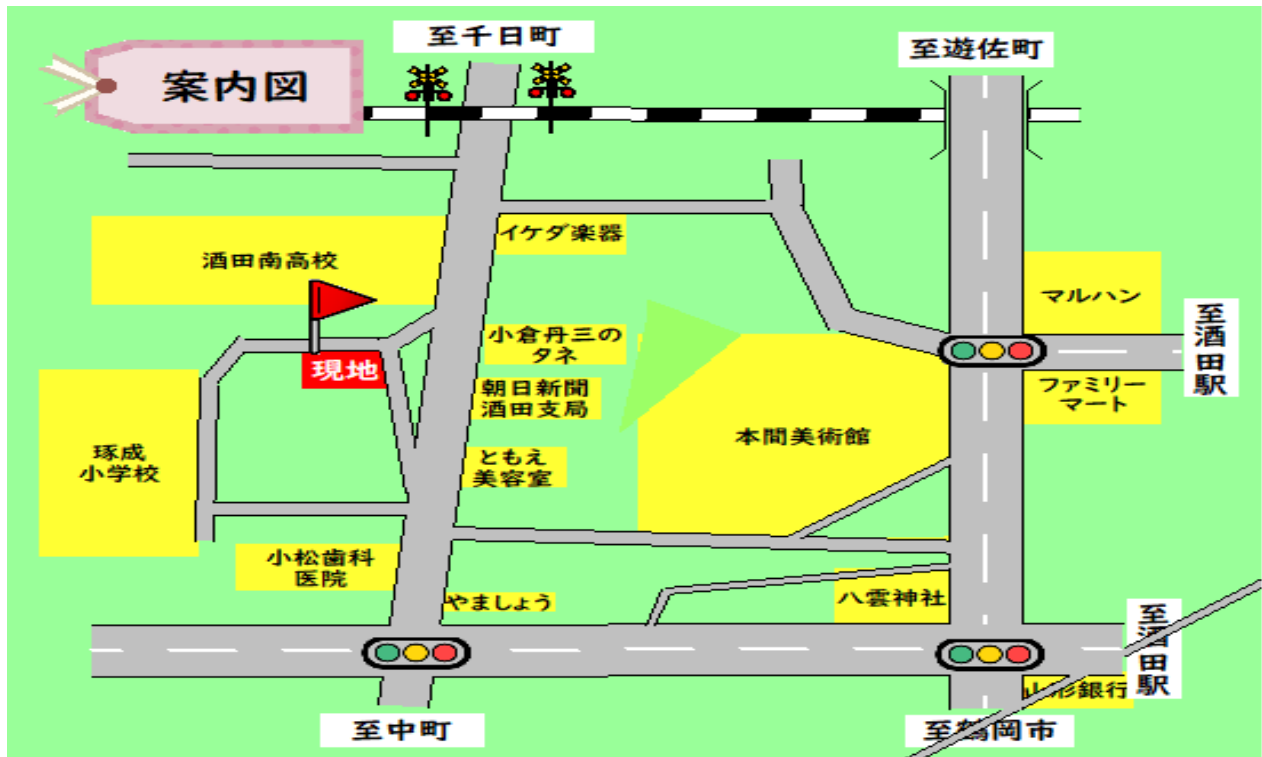 至千日町
至遊佐町
案内図
イケダ楽器
酒田南高校
マルハン
至酒田駅
小倉丹三の
タネ
現地
朝日新聞
酒田支局
ファミリー
マート
本間美術館
琢成
小学校
ともえ
美容室
小松歯科
医院
やましょう
八雲神社
至酒田駅
山形銀行
至中町
至鶴岡市